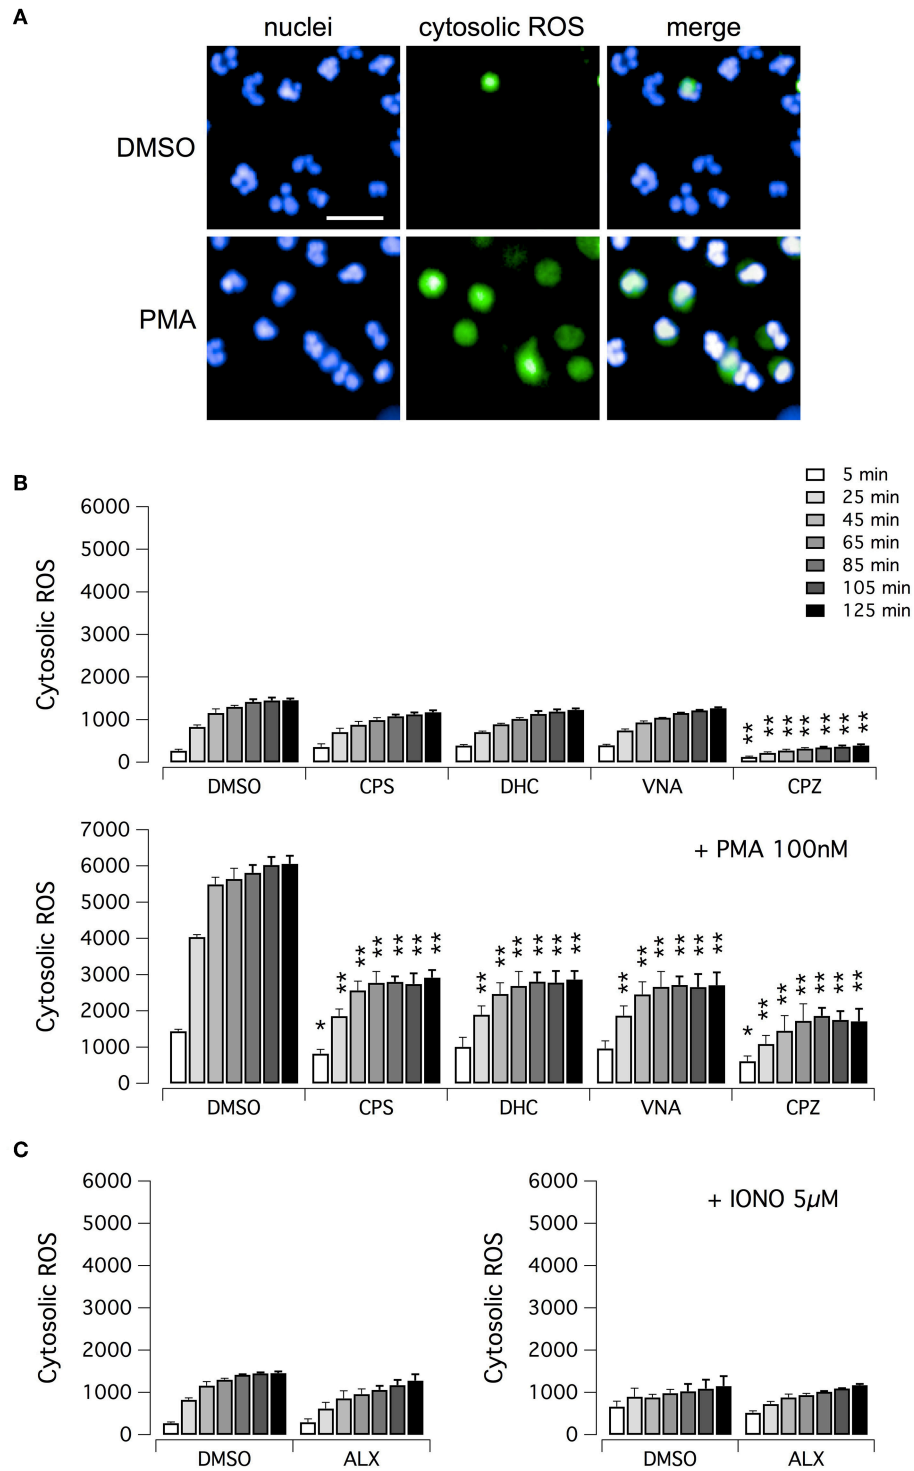 A
nuclei cytosolic ROS merge
DMSO
PMA
B
5 min
25 min
45 min
65 min
85 min
105 min
125 min
6000
5000
4000
3000
2000
1000
0
Cytosolic ROS
** ** ** ** ** ** **
DMSO CPS DHC VNA CPZ
+ PMA 100nM
7000
6000
5000
4000
3000
2000
1000
0
Cytosolic ROS
* ** ** ** ** ** **
** ** ** ** ** **
** ** ** ** ** **
* ** ** ** ** ** **
DMSO CPS DHC VNA CPZ
C
6000
5000
4000
3000
2000
1000
0
Cytosolic ROS
DMSO ALX
+ IONO 5µM
6000
5000
4000
3000
2000
1000
0
Cytosolic ROS
DMSO ALX